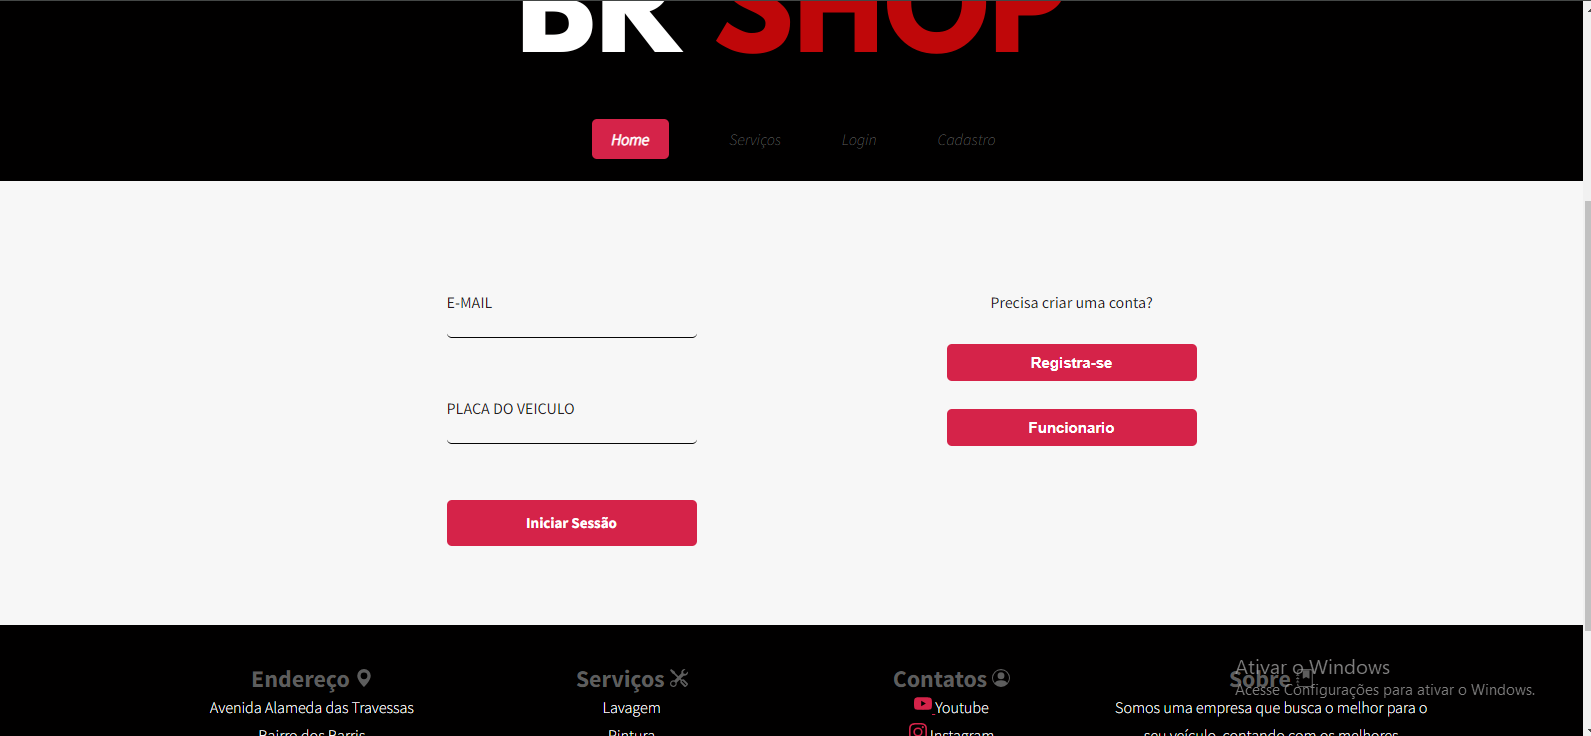 BR SHOP
Home Serviços Login Cadastro
E-MAIL
PLACA DO VEICULO
Iniciar Sessão
Precisa criar uma conta?
Registra-se
Funcionario
Endereço
Avenida Alameda das Travessas
Bairro dos Barris
Serviços
Lavagem
Pintura
Contatos
Youtube
Instagram
Sobre
Somos uma empresa que busca o melhor para o
seu veículo, contando com os melhores
Ativar o Windows
Acesse Configurações para ativar o Windows.